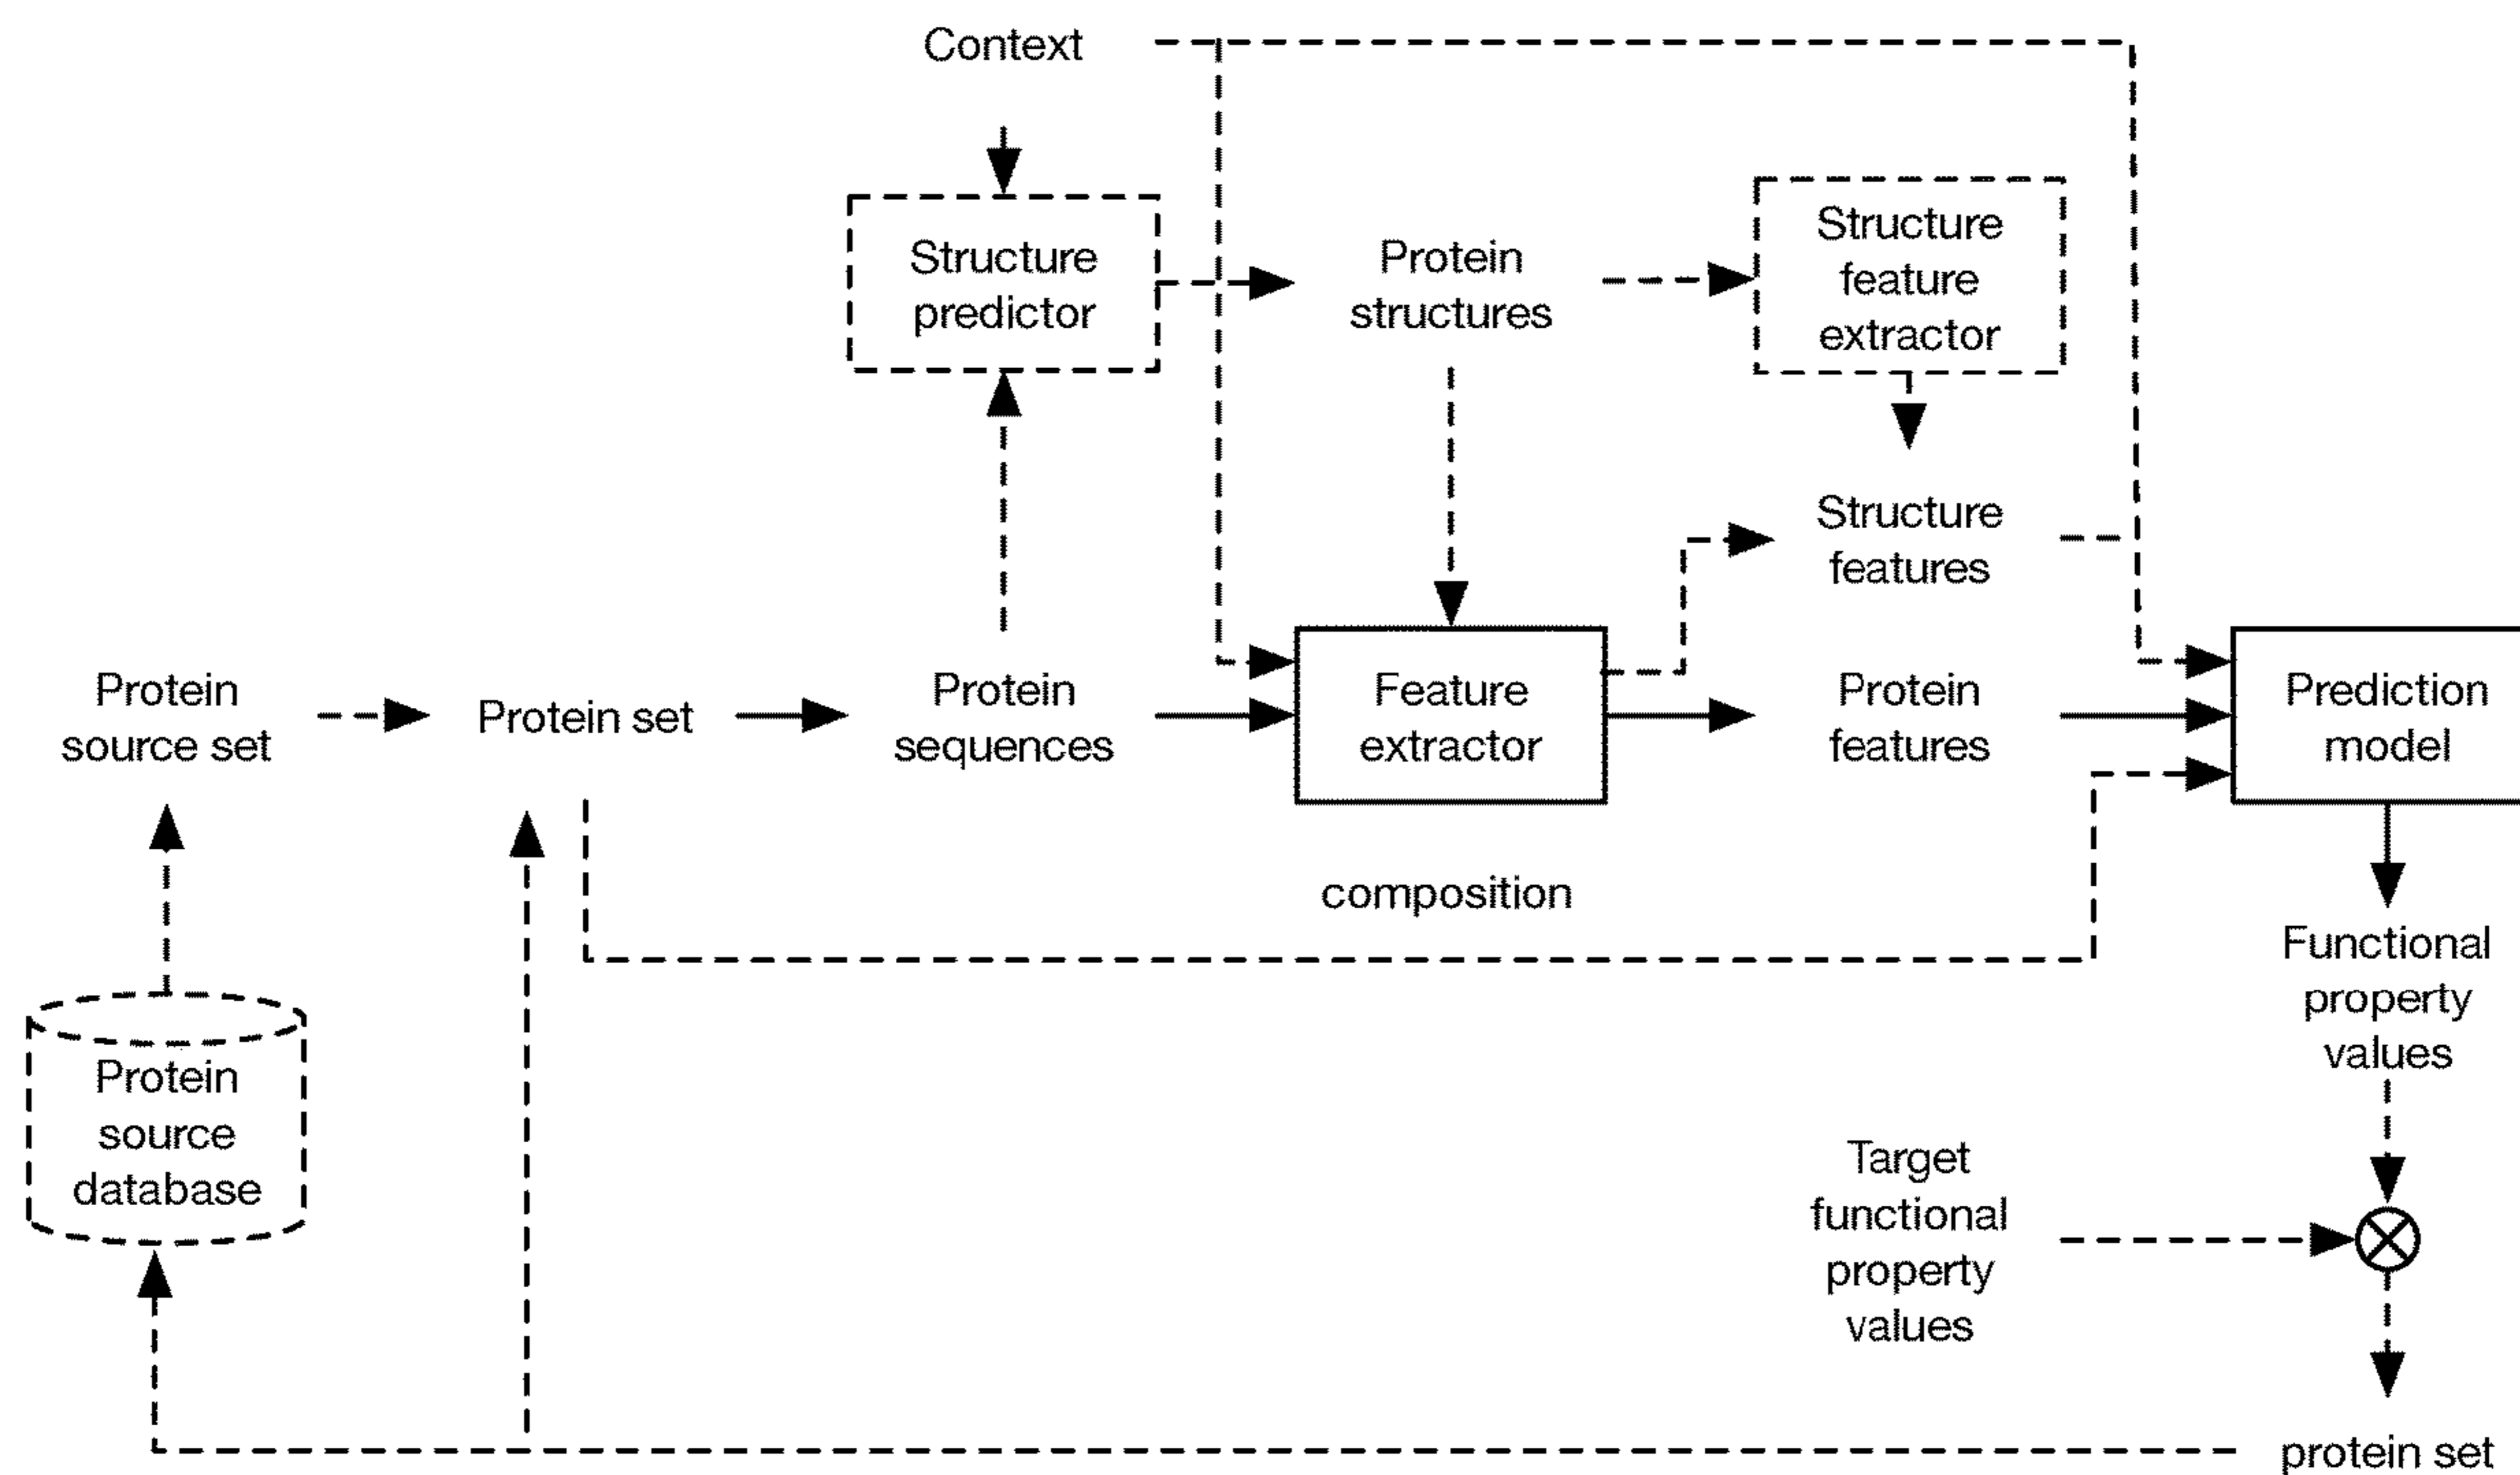 Context
Structure
predictor
Protein
structures
Structure
feature
extractor
Structure
features
Protein
source set
Protein set
Protein
sequences
Feature
extractor
Protein
features
Prediction
model
composition
Functional
property
values
Protein
source
database
Target
functional
property
values
protein set